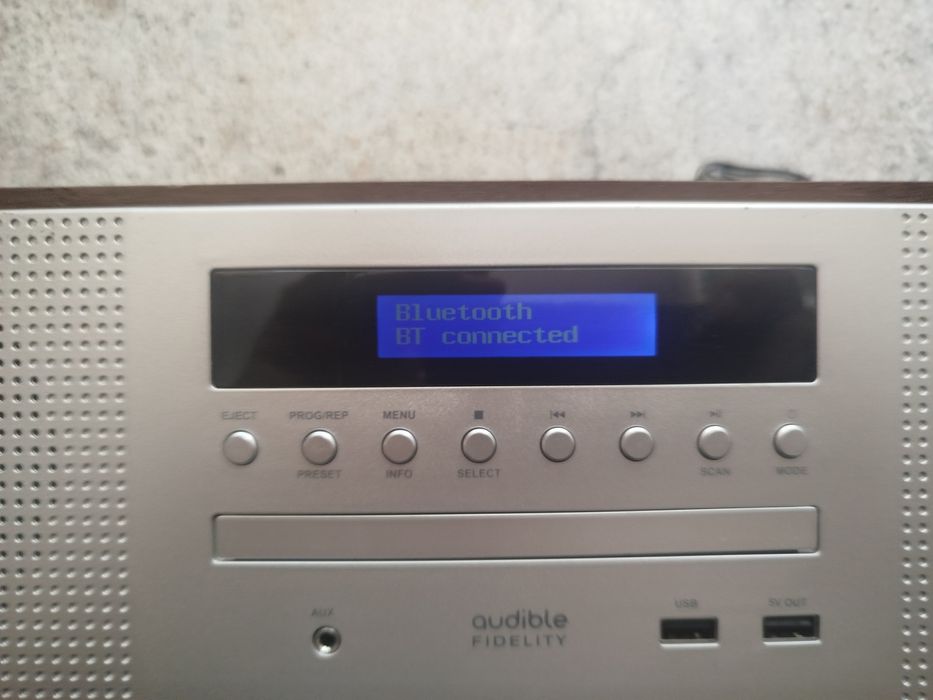 Bluetooth
BT connected
EJECT PROG/REP MENU
PRESET INFO SELECT SCAN MODE
AUX
audible
FIDELITY
USB 5V OUT